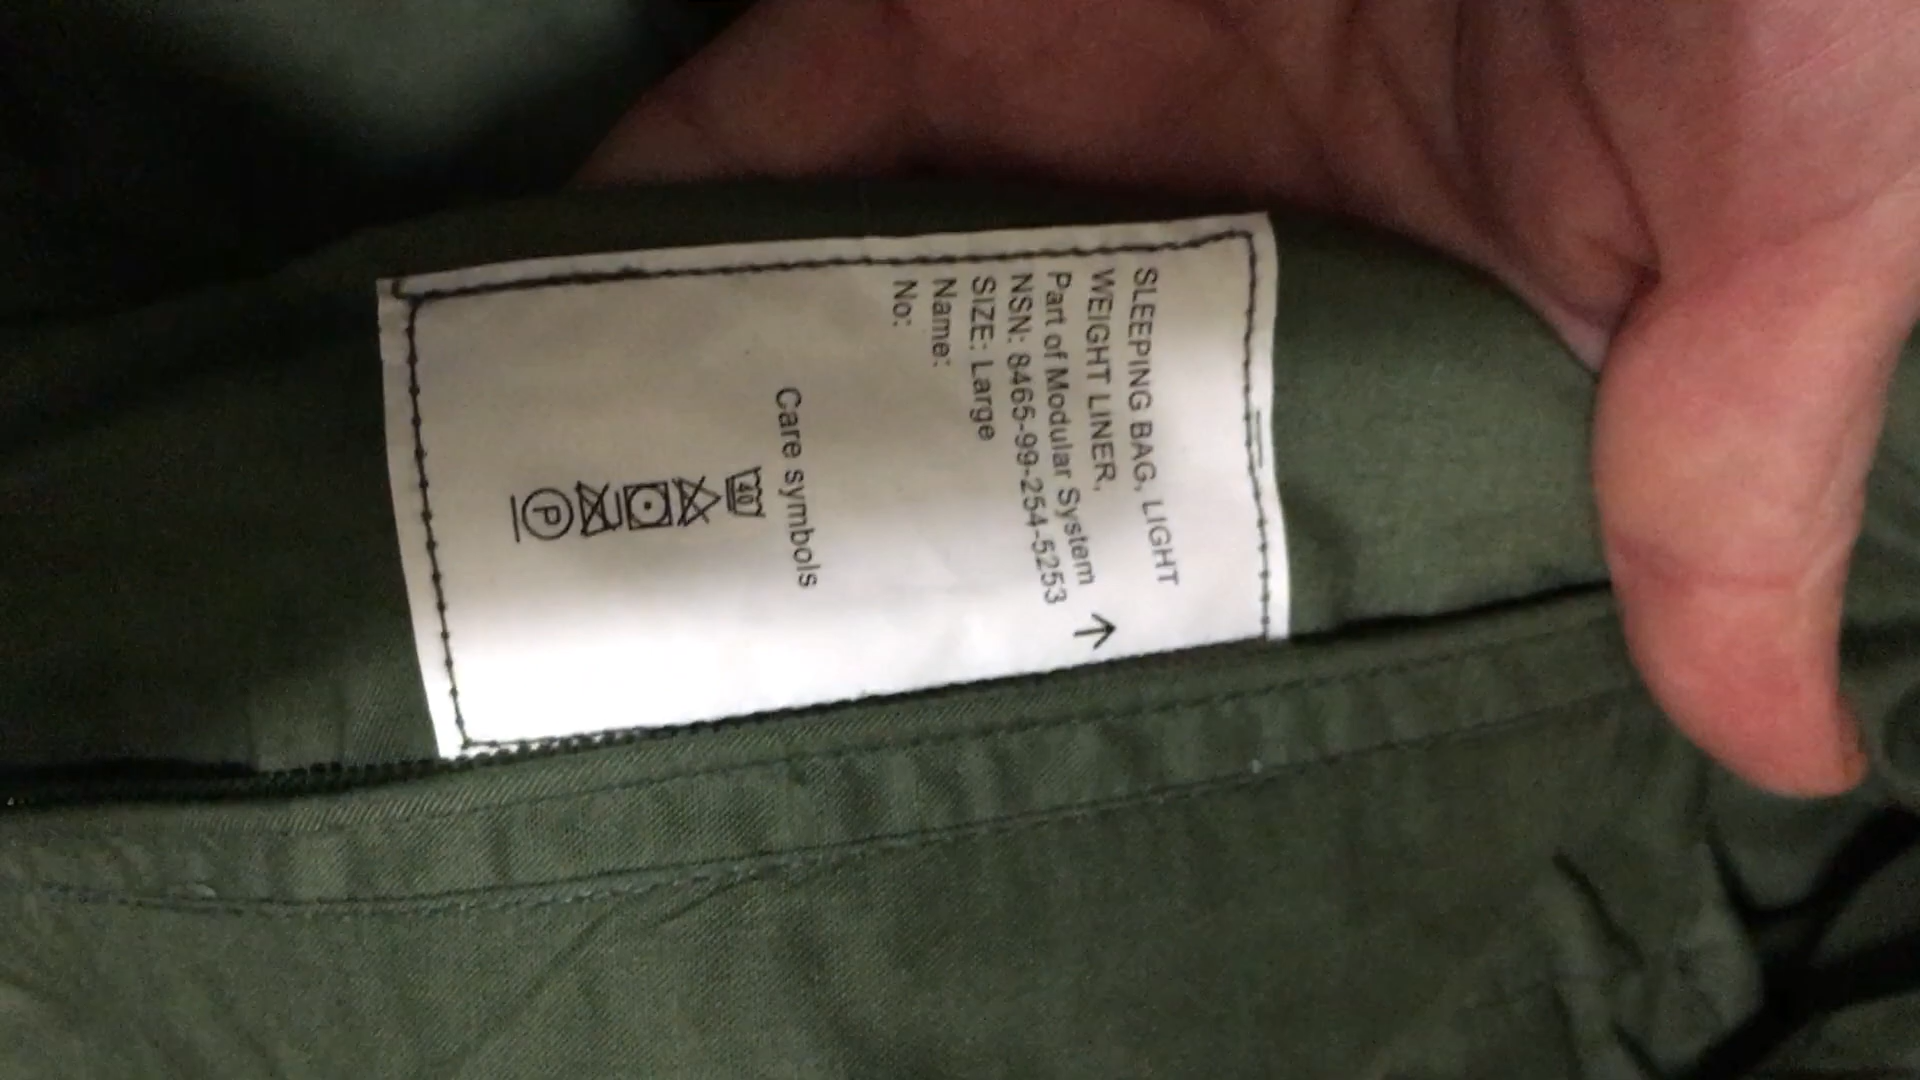 SLEEPING BAG, LIGHT
WEIGHT LINER,
Part of Modular System
NSN: 8465-99-254-5253
SIZE: Large
Name:
No:
Care symbols
40
P